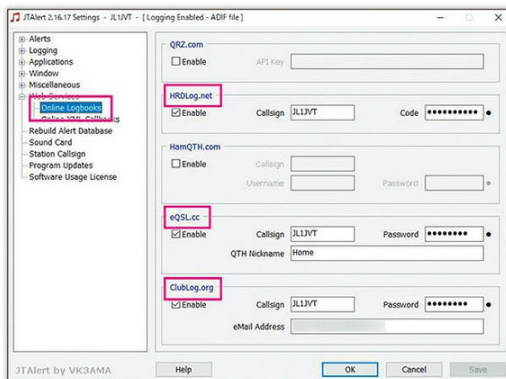 JTAlert 2.16.17 Settings - JL1JVT - [ Logging Enabled - ADIF file ]
Alerts
Logging
Applications
Window
Miscellaneous
Web Services
Online Logbooks
Online XML Callbooks
Rebuild Alert Database
Sound Card
Station Callsign
Program Updates
Software Usage License
QRZ.com
Enable API Key
HRDLog.net
Enable Callsign JL1JVT Code
HamQTH.com
Enable Callsign
Username Password
eQSL.cc
Enable Callsign JL1JVT Password
QTH Nickname Home
ClubLog.org
Enable Callsign JL1JVT Password
eMail Address
JTAlert by VK3AMA Help OK Cancel Save